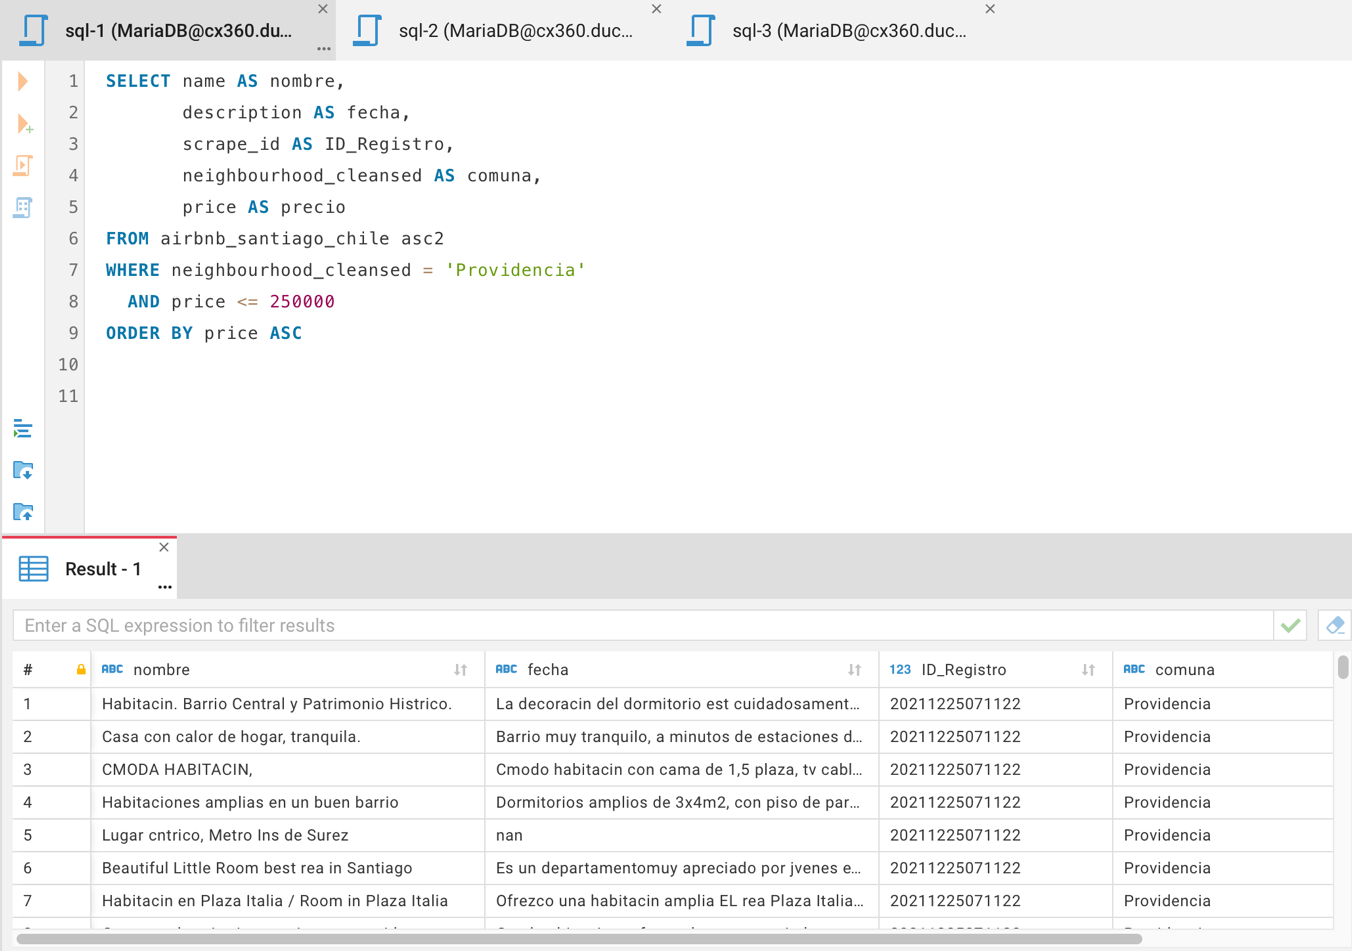 sql-1 (MariaDB@cx360.du...
sql-2 (MariaDB@cx360.duc...
sql-3 (MariaDB@cx360.duc...
1 SELECT name AS nombre,
2 description AS fecha,
3 scrape_id AS ID_Registro,
4 neighbourhood_cleansed AS comuna,
5 price AS precio
6 FROM airbnb_santiago_chile asc2
7 WHERE neighbourhood_cleansed = 'Providencia'
8 AND price <= 250000
9 ORDER BY price ASC
10
11
Result - 1
Enter a SQL expression to filter results
# ABC nombre ABC fecha 123 ID_Registro ABC comuna
1 Habitacin. Barrio Central y Patrimonio Histrico. La decoracin del dormitorio est cuidadosament... 20211225071122 Providencia
2 Casa con calor de hogar, tranquila. Barrio muy tranquilo, a minutos de estaciones d... 20211225071122 Providencia
3 CMODA HABITACIN, Cmodo habitacin con cama de 1,5 plaza, tv cabl... 20211225071122 Providencia
4 Habitaciones amplias en un buen barrio Dormitorios amplios de 3x4m2, con piso de par... 20211225071122 Providencia
5 Lugar cntrico, Metro Ins de Surez nan 20211225071122 Providencia
6 Beautiful Little Room best rea in Santiago Es un departamentomuy apreciado por jvenes e... 20211225071122 Providencia
7 Habitacin en Plaza Italia / Room in Plaza Italia Ofrezco una habitacin amplia EL rea Plaza Italia... 20211225071122 Providencia